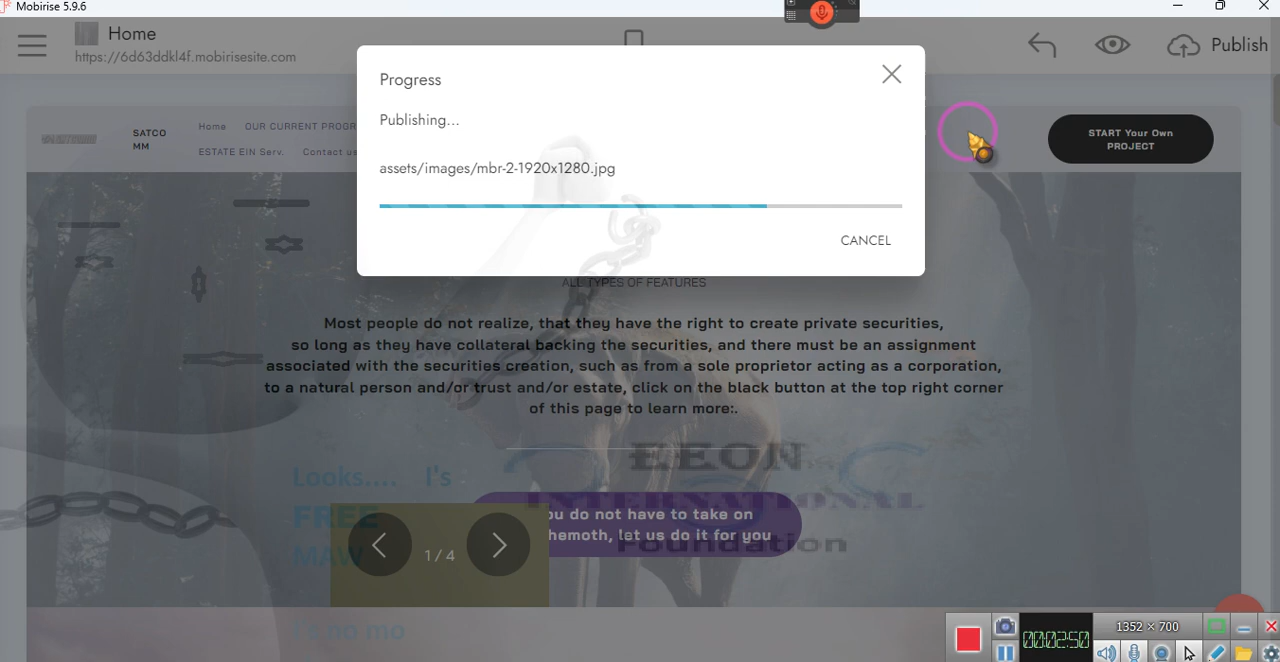 Mobirise 5.9.6
Home
https://6d63ddkl4f.mobirisesite.com
Publish
Progress
Publishing...
assets/images/mbr-2-1920x1280.jpg
CANCEL
SATCO
MM
Home OUR CURRENT PROGR
ESTATE EIN Serv. Contact us
START Your Own
PROJECT
ALL TYPES OF FEATURES
Most people do not realize, that they have the right to create private securities,
so long as they have collateral backing the securities, and there must be an assignment
associated with the securities creation, such as from a sole proprietor acting as a corporation,
to a natural person and/or trust and/or estate, click on the black button at the top right corner
of this page to learn more:.
EEON
INTERNATIONAL
Foundation
Looks.... I's
FREE
MAW
I's no mo
ou do not have to take on
hemoth, let us do it for you
1 / 4
1352 × 700
00:02:50